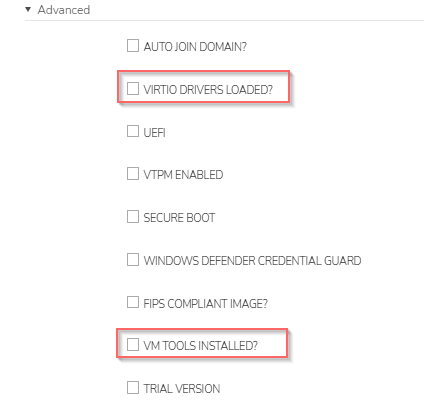 Advanced
AUTO JOIN DOMAIN?
VIRTIO DRIVERS LOADED?
UEFI
VTPM ENABLED
SECURE BOOT
WINDOWS DEFENDER CREDENTIAL GUARD
FIPS COMPLIANT IMAGE?
VM TOOLS INSTALLED?
TRIAL VERSION